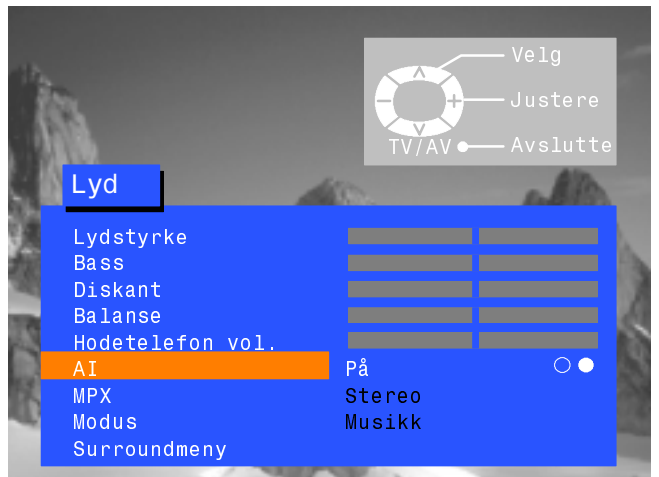 Velg
Justere
TV/AV Avslutte
Lyd
Lydstyrke
Bass
Diskant
Balanse
Hodetelefon vol.
AI På
MPX Stereo
Modus Musikk
Surroundmeny